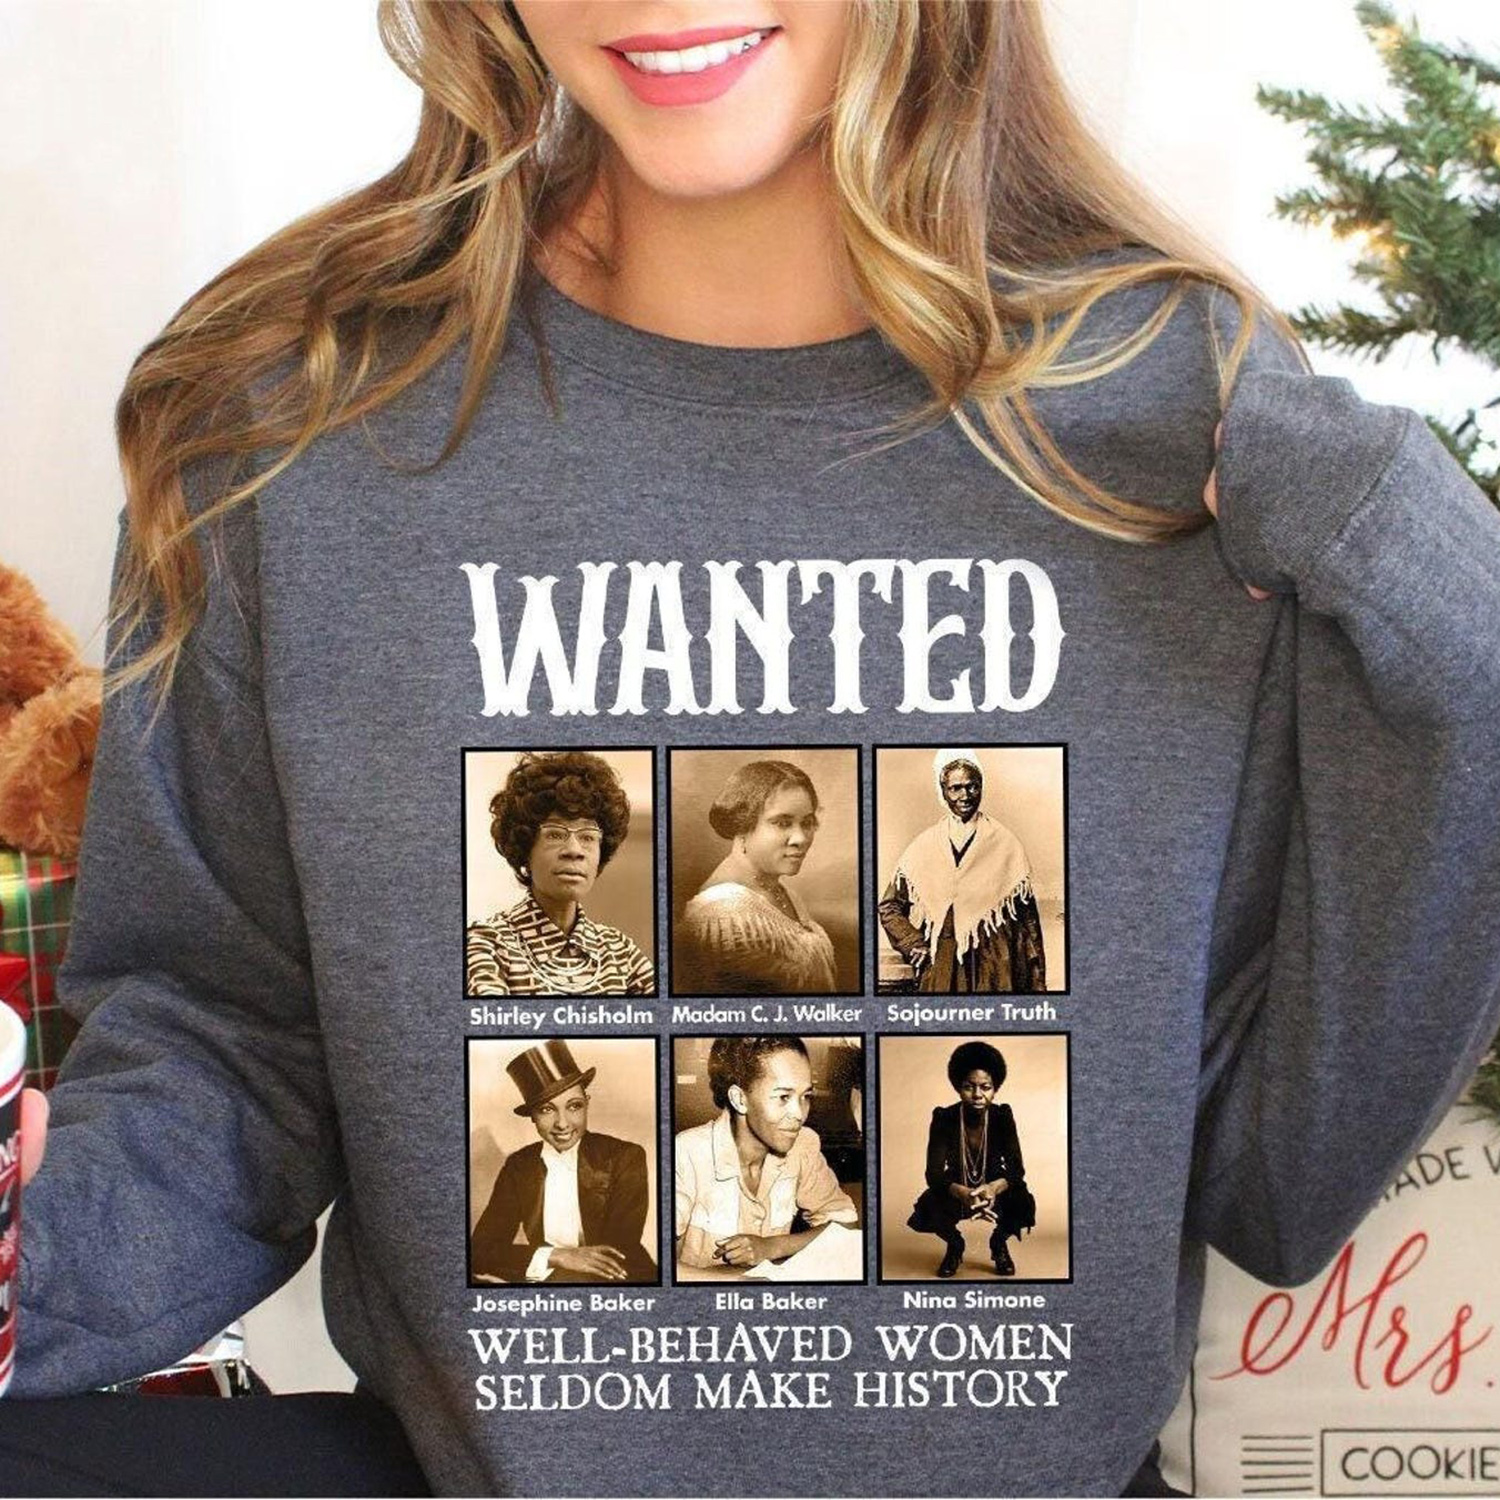 WANTED
Shirley Chisholm Madam C. J. Walker Sojourner Truth
Josephine Baker Ella Baker Nina Simone
WELL-BEHAVED WOMEN
SELDOM MAKE HISTORY
Mrs.
COOKIE